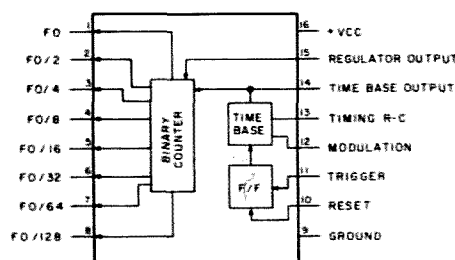 FO 1
FO/2 2
FO/4 3
FO/8 4
FO/16 5
FO/32 6
FO/64 7
FO/128 8
BINARY
COUNTER
TIME
BASE
F/F
16 +VCC
15 REGULATOR OUTPUT
14 TIME BASE OUTPUT
13 TIMING R-C
12 MODULATION
11 TRIGGER
10 RESET
9 GROUND